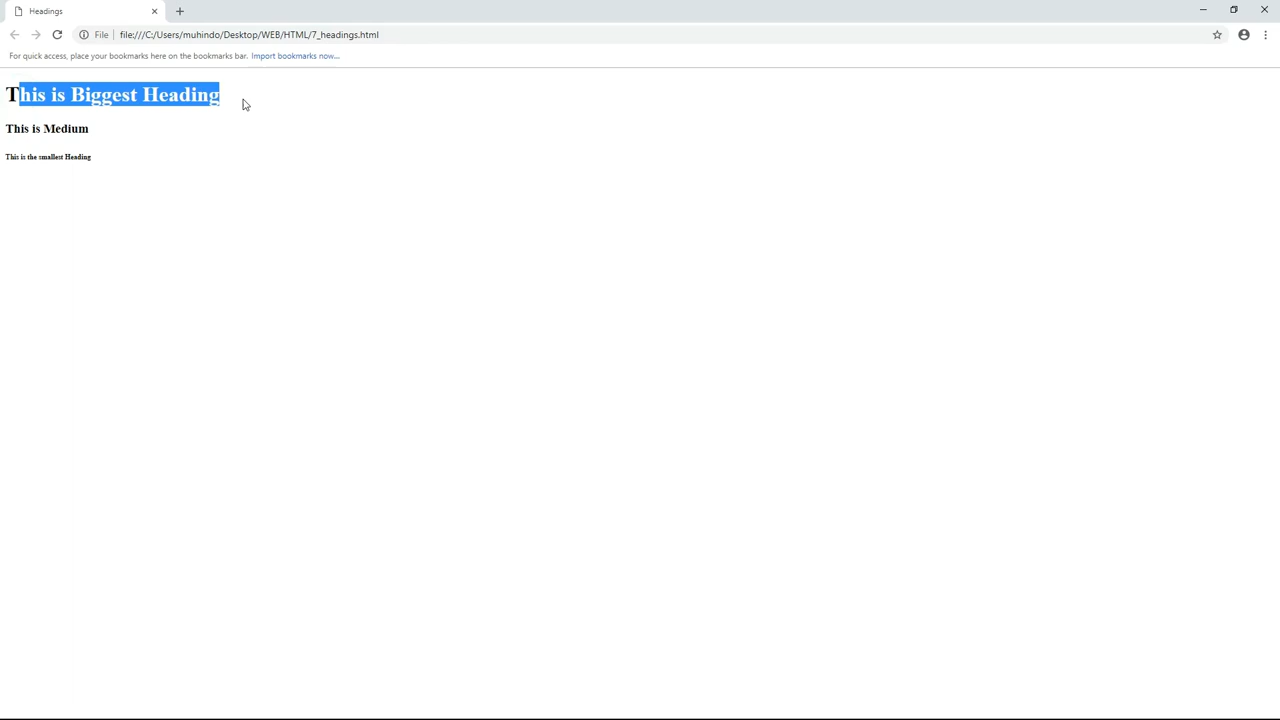 Headings
File file:///C:/Users/muhindo/Desktop/WEB/HTML/7_headings.html
For quick access, place your bookmarks here on the bookmarks bar. Import bookmarks now...
This is Biggest Heading
This is Medium
This is the smallest Heading